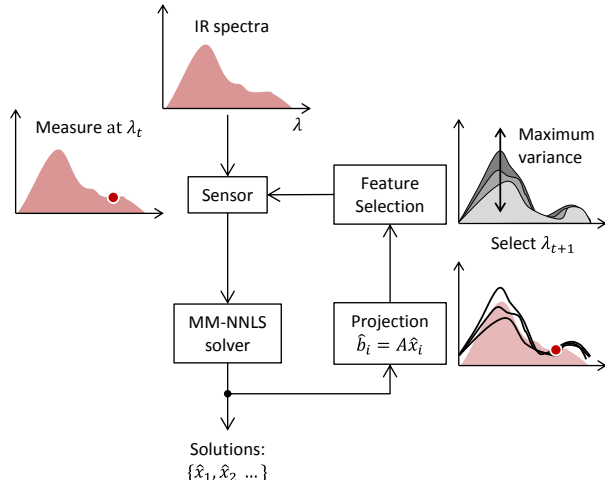 IR spectra
λ
Measure at λ_t
Maximum
variance
Sensor
Feature
Selection
Select λ_{t+1}
MM-NNLS
solver
Projection
b̂_i = Ax̂_i
Solutions:
{x̂_1, x̂_2, ...}